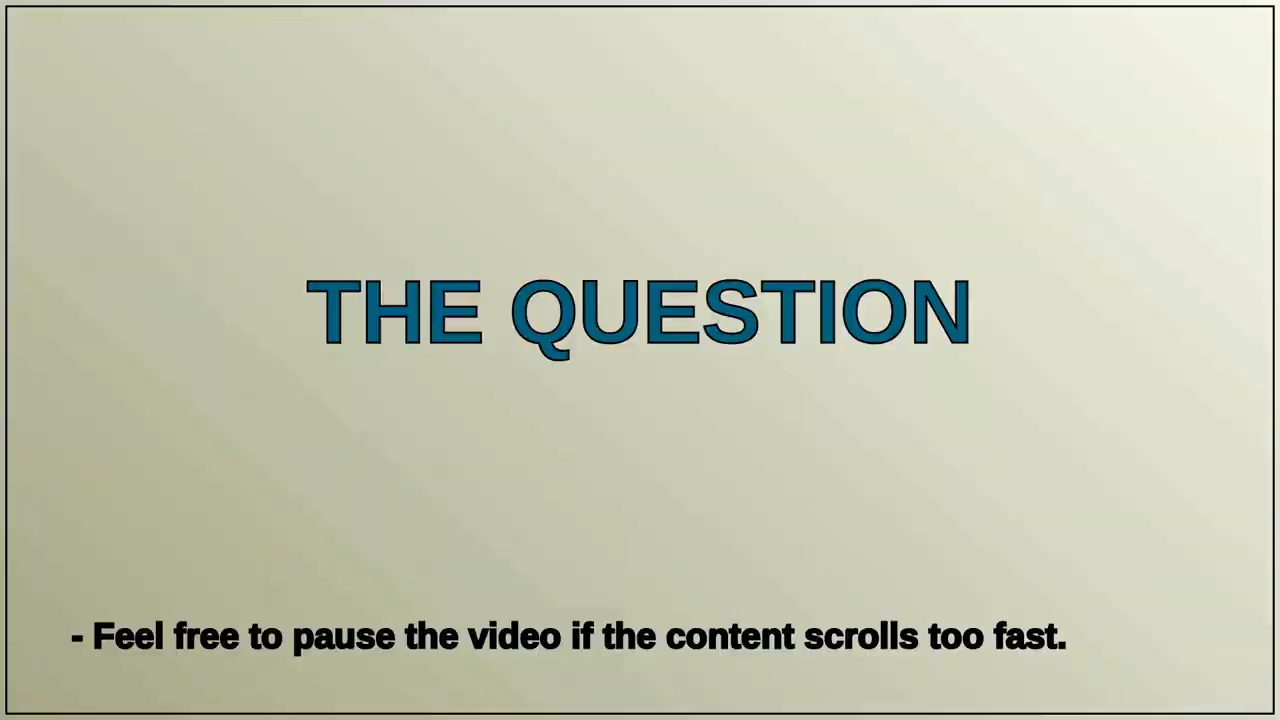 THE QUESTION
- Feel free to pause the video if the content scrolls too fast.